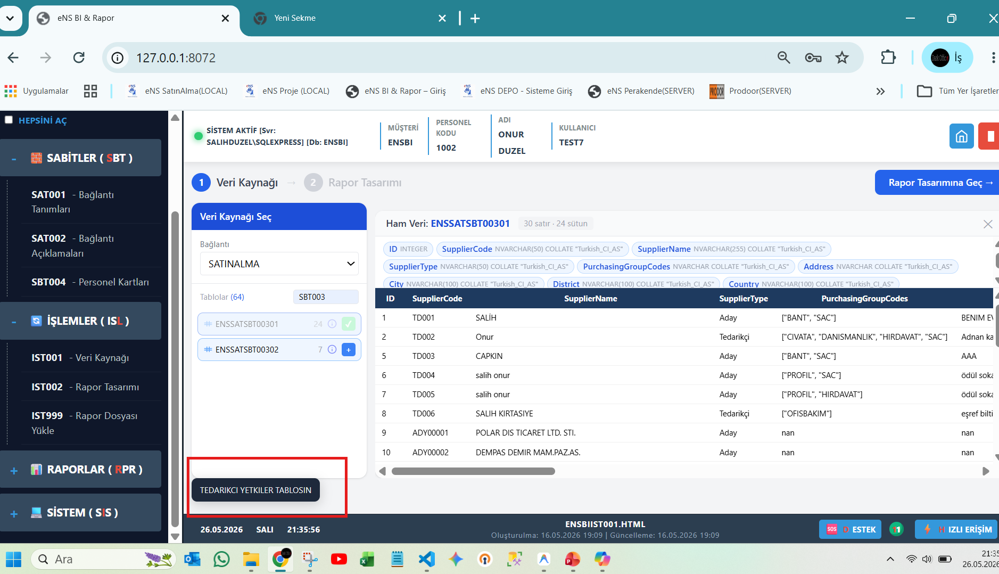 eNS BI & Rapor
Yeni Sekme
127.0.0.1:8072
İş
Uygulamalar
eNS SatınAlma(LOCAL)
eNS Proje (LOCAL)
eNS BI & Rapor – Giriş
eNS DEPO - Sisteme Giriş
eNS Perakende(SERVER)
Prodoor(SERVER)
Tüm Yer İşaretler
HEPSİNİ AÇ
- SABİTLER ( SBT )
SAT001 - Bağlantı
Tanımları
SAT002 - Bağlantı
Açıklamaları
SBT004 - Personel Kartları
- İŞLEMLER ( ISL )
IST001 - Veri Kaynağı
IST002 - Rapor Tasarımı
IST999 - Rapor Dosyası
Yükle
+ RAPORLAR ( RPR )
+ SİSTEM ( SIS )
SİSTEM AKTİF [Svr:
SALIHDUZEL\SQLEXPRESS] [Db: ENSBI]
MÜŞTERİ
ENSBI
PERSONEL
KODU
1002
ADI
ONUR
DUZEL
KULLANICI
TEST7
1 Veri Kaynağı → 2 Rapor Tasarımı
Rapor Tasarımına Geç →
Veri Kaynağı Seç
Bağlantı
SATINALMA
Tablolar (64) SBT003
ENSSATSBT00301 24
ENSSATSBT00302 7 +
TEDARIKCI YETKILER TABLOSIN
Ham Veri: ENSSATSBT00301 30 satır · 24 sütun
ID INTEGER SupplierCode NVARCHAR(50) COLLATE "Turkish_CI_AS" SupplierName NVARCHAR(255) COLLATE "Turkish_CI_AS"
SupplierType NVARCHAR(50) COLLATE "Turkish_CI_AS" PurchasingGroupCodes NVARCHAR COLLATE "Turkish_CI_AS" Address NVARCHAR COLLATE "Turkish_CI_AS"
City NVARCHAR(100) COLLATE "Turkish_CI_AS" District NVARCHAR(100) COLLATE "Turkish_CI_AS" Country NVARCHAR(100) COLLATE "Turkish_CI_AS"
ID SupplierCode SupplierName SupplierType PurchasingGroupCodes
1 TD001 SALİH Aday ["BANT", "SAC"] BENIM EV
2 TD002 Onur Tedarikçi ["CIVATA", "DANISMANLIK", "HIRDAVAT", "SAC"] Adnan ka
5 TD003 CAPKIN Aday ["BANT", "SAC"] AAA
6 TD004 salih onur Aday ["PROFIL", "SAC"] ödül soka
7 TD005 salih onur Aday ["PROFIL", "HIRDAVAT"] ödül soka
8 TD006 SALIH KIRTASIYE Tedarikçi ["OFISBAKIM"] eşref bilti
9 ADY00001 POLAR DIS TICARET LTD. STI. Aday nan nan
10 ADY00002 DEMPAS DEMIR MAM.PAZ.AS. Aday nan nan
26.05.2026 SALI 21:35:56
ENSBIIST001.HTML
Oluşturulma: 16.05.2026 19:09 | Güncelleme: 16.05.2026 19:09
SOS D ESTEK
11
H IZLI ERİŞİM
Ara
21:35
26.05.2026